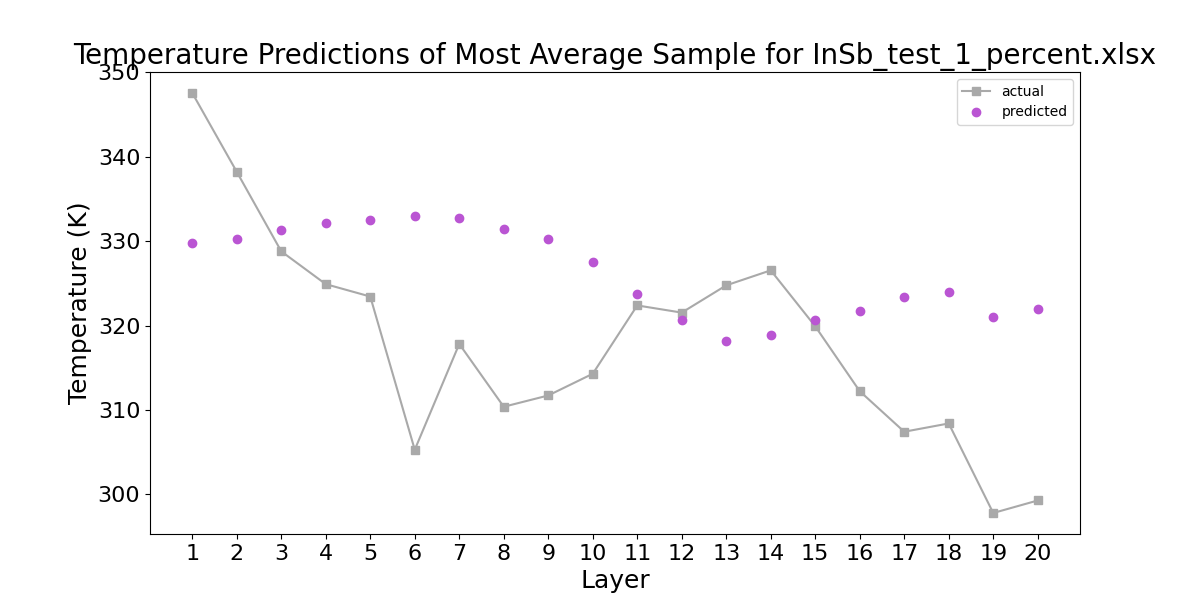 Temperature Predictions of Most Average Sample for InSb_test_1_percent.xlsx
350
340
330
320
310
300
Temperature (K)
actual
predicted
1 2 3 4 5 6 7 8 9 10 11 12 13 14 15 16 17 18 19 20
Layer